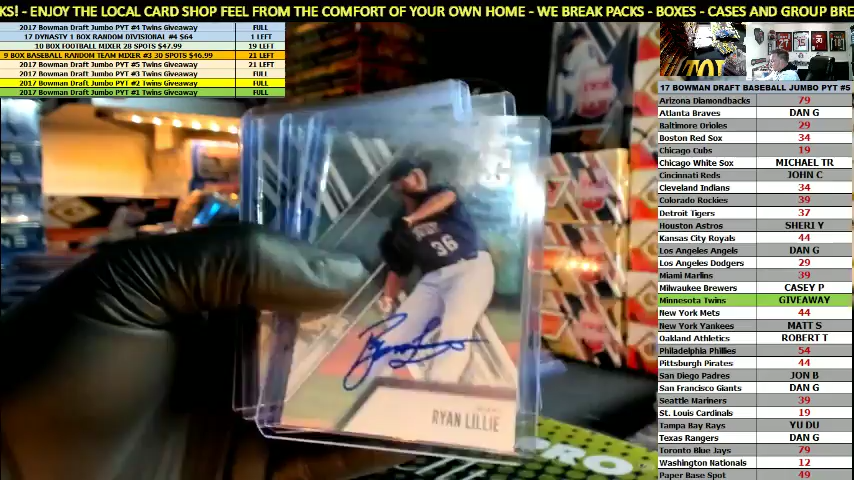 KS! - ENJOY THE LOCAL CARD SHOP FEEL FROM THE COMFORT OF YOUR OWN HOME - WE BREAK PACKS - BOXES - CASES AND GROUP BRE
2017 Bowman Draft Jumbo PYT #4 Twins Giveaway FULL
17 DYNASTY 1 BOX RANDOM DIVISIONAL #4 $64 1 LEFT
10 BOX FOOTBALL MIXER 28 SPOTS $47.99 19 LEFT
9 BOX BASEBALL RANDOM TEAM MIXER #3 30 SPOTS $46.99 21 LEFT
2017 Bowman Draft Jumbo PYT #5 Twins Giveaway 21 LEFT
2017 Bowman Draft Jumbo PYT #3 Twins Giveaway FULL
2017 Bowman Draft Jumbo PYT #2 Twins Giveaway FULL
2017 Bowman Draft Jumbo PYT #1 Twins Giveaway FULL
17 BOWMAN DRAFT BASEBALL JUMBO PYT #5
Arizona Diamondbacks 79
Atlanta Braves DAN G
Baltimore Orioles 29
Boston Red Sox 34
Chicago Cubs 19
Chicago White Sox MICHAEL TR
Cincinnati Reds JOHN C
Cleveland Indians 34
Colorado Rockies 39
Detroit Tigers 37
Houston Astros SHERI Y
Kansas City Royals 44
Los Angeles Angels DAN G
Los Angeles Dodgers 29
Miami Marlins 39
Milwaukee Brewers CASEY P
Minnesota Twins GIVEAWAY
New York Mets 44
New York Yankees MATT S
Oakland Athletics ROBERT T
Philadelphia Phillies 54
Pittsburg Pirates 44
San Diego Padres JON B
San Francisco Giants DAN G
Seattle Mariners 39
St. Louis Cardinals 19
Tampa Bay Rays YU DU
Texas Rangers DAN G
Toronto Blue Jays 79
Washington Nationals 12
Paper Base Spot 49
36
RYAN LILLIE
PRO